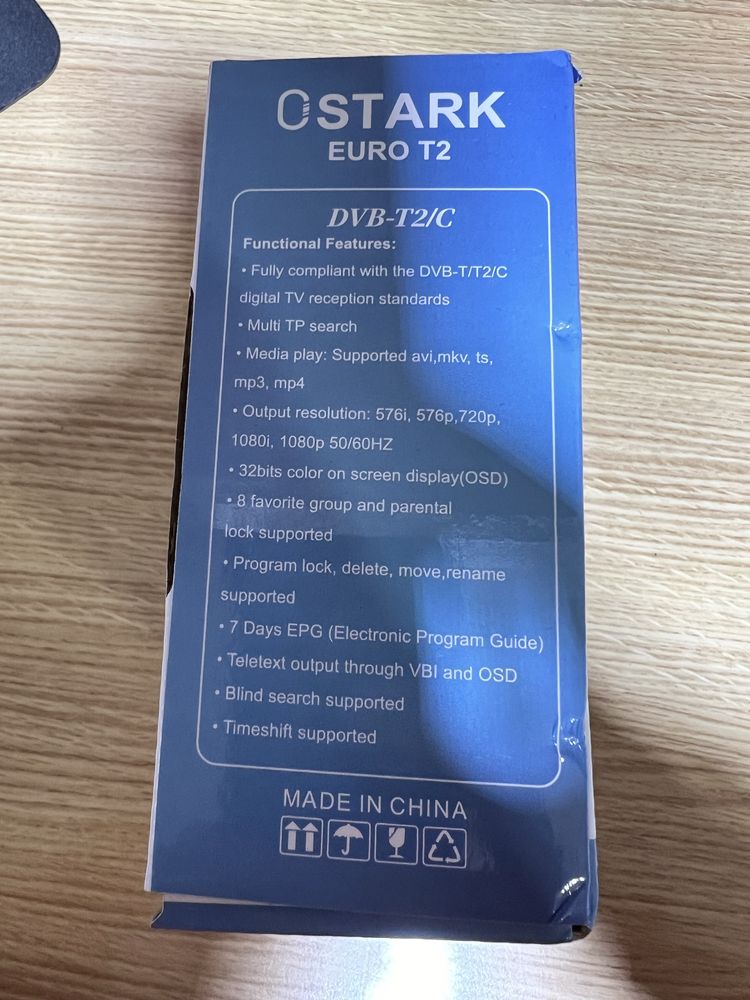 OSTARK
EURO T2
DVB-T2/C
Functional Features:
• Fully compliant with the DVB-T/T2/C
digital TV reception standards
• Multi TP search
• Media play: Supported avi,mkv, ts,
mp3, mp4
• Output resolution: 576i, 576p,720p,
1080i, 1080p 50/60HZ
• 32bits color on screen display(OSD)
• 8 favorite group and parental
lock supported
• Program lock, delete, move,rename
supported
• 7 Days EPG (Electronic Program Guide)
• Teletext output through VBI and OSD
• Blind search supported
• Timeshift supported
MADE IN CHINA